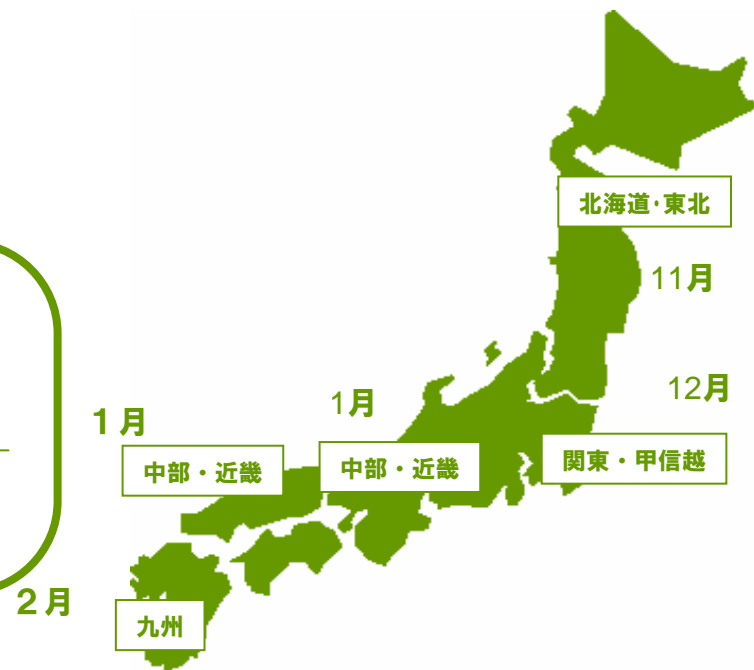 北海道・東北
11月
12月
1月
1月
関東・甲信越
中部・近畿
中部・近畿
2月
九州